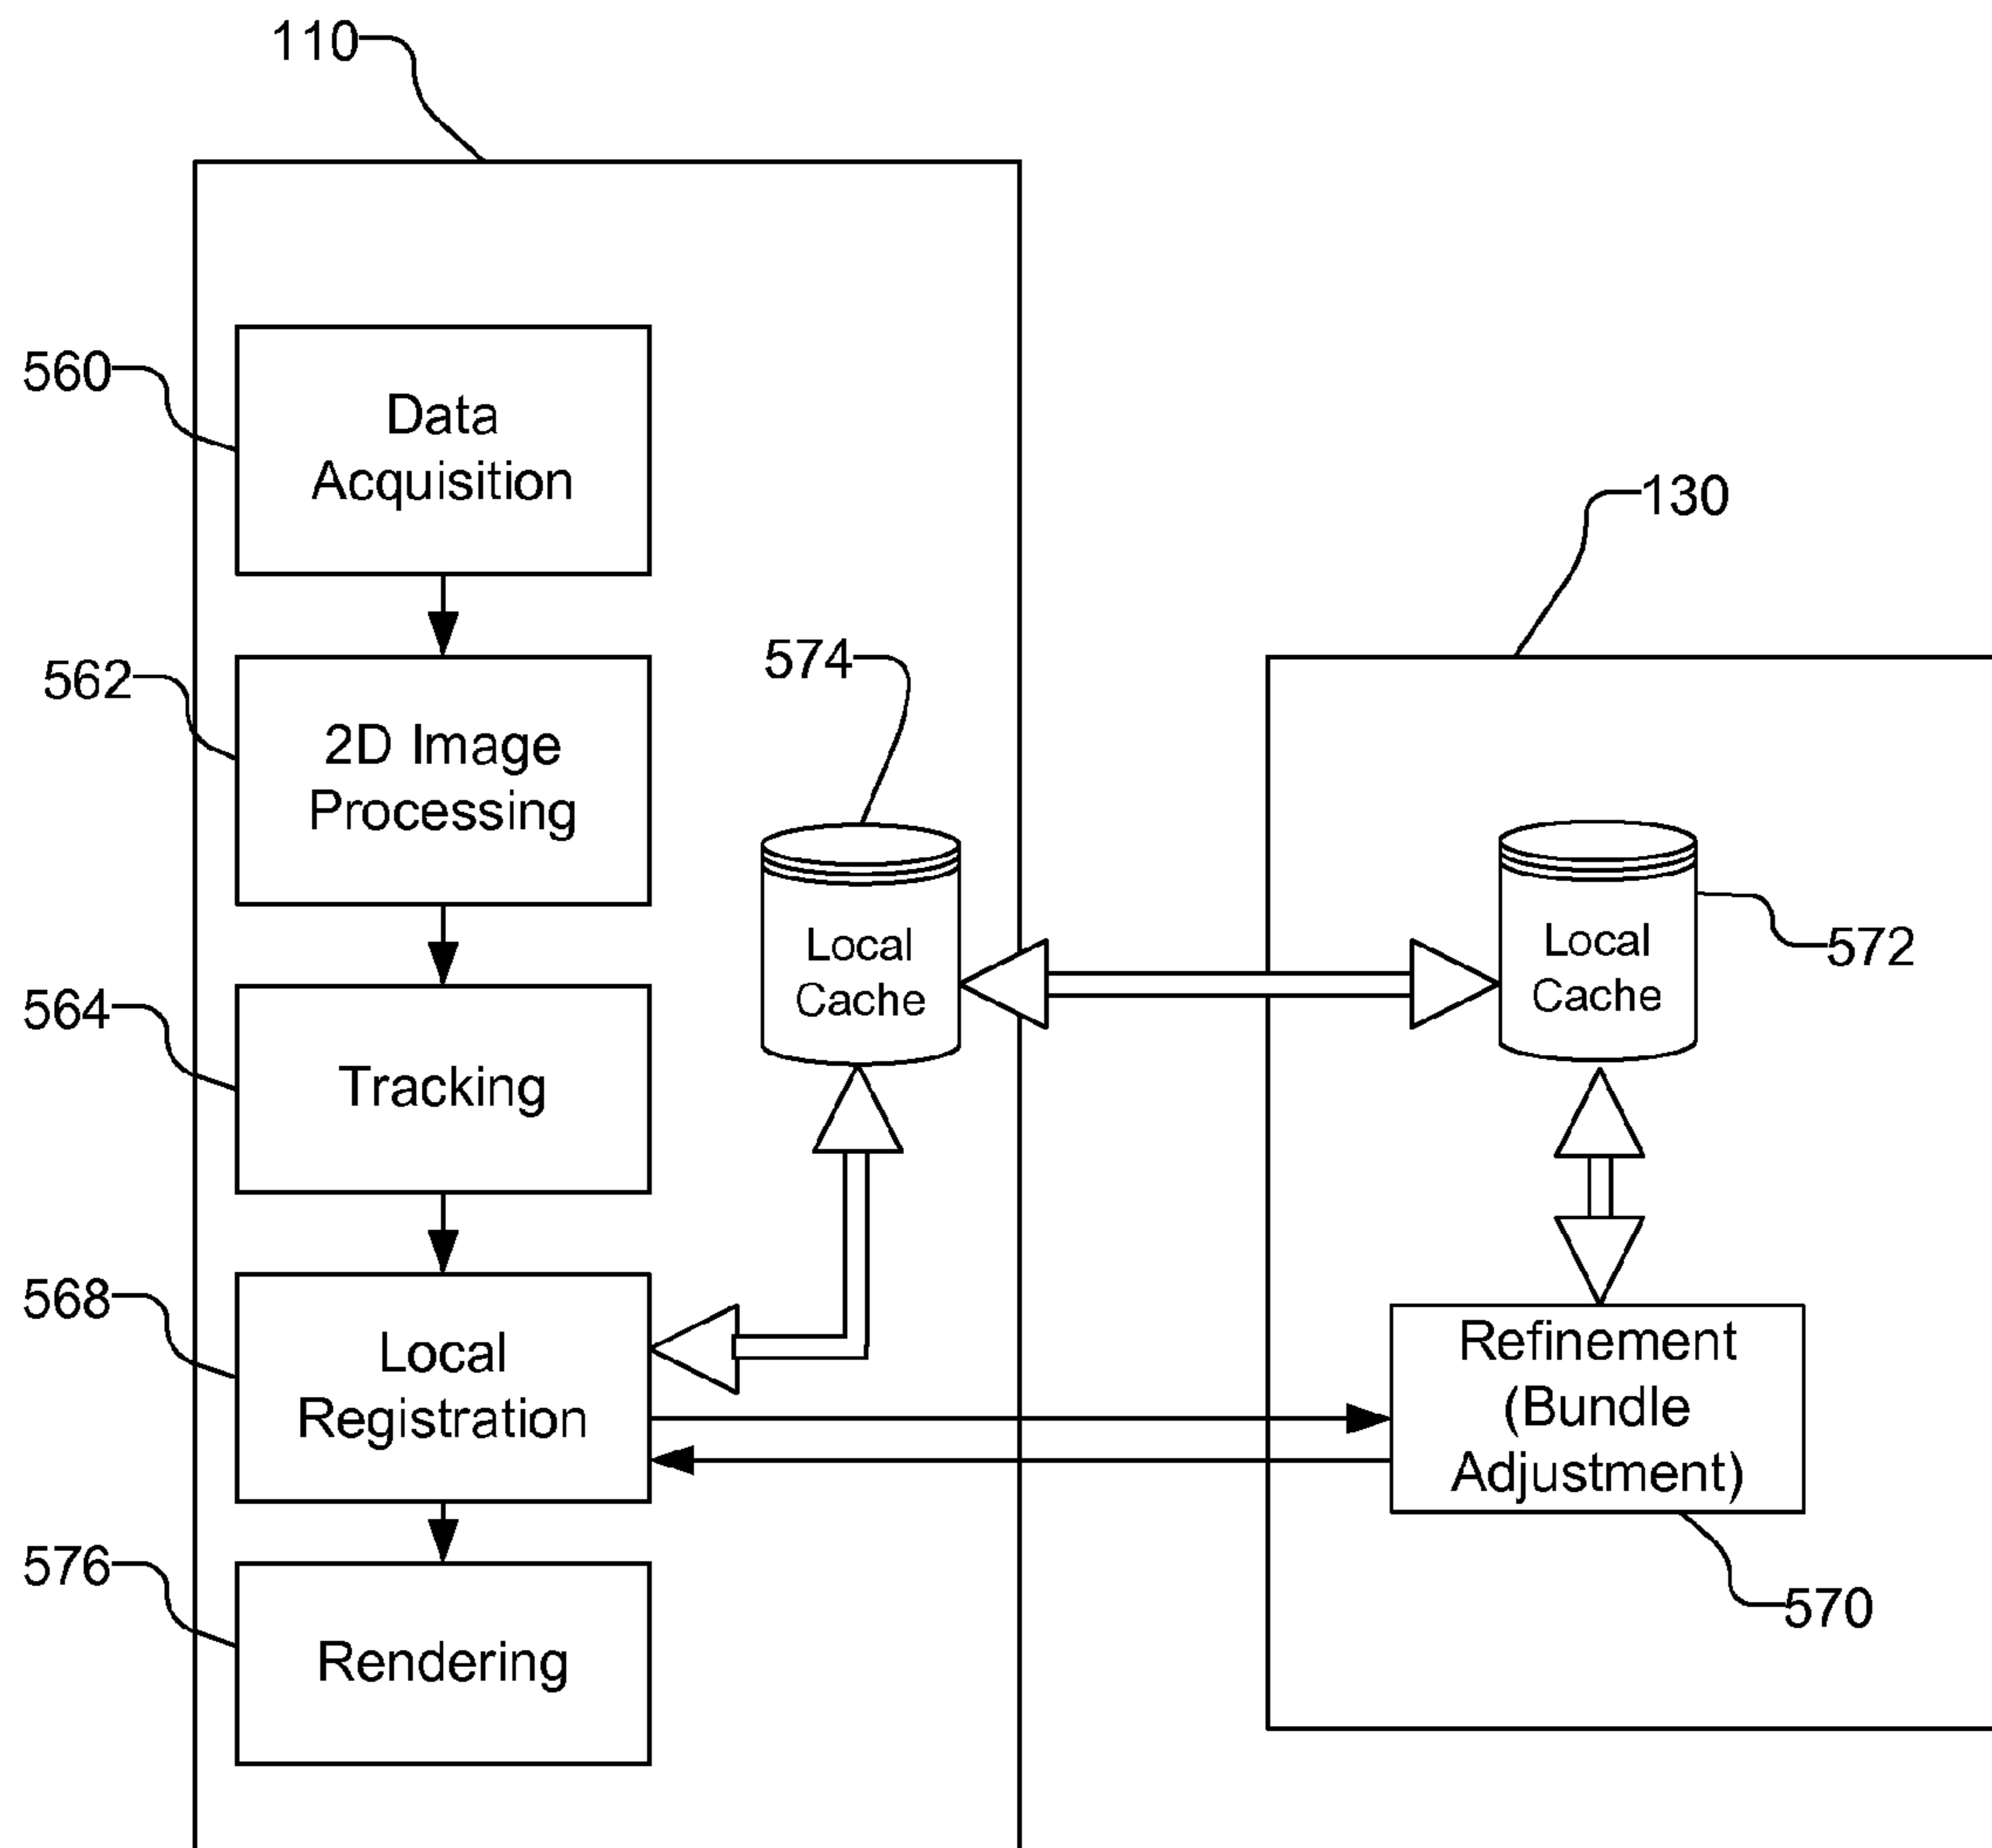 110
560
Data
Acquisition
130
562
2D Image
Processing
574
Local
Cache
Local
Cache
572
564
Tracking
568
Local
Registration
Refinement
(Bundle
Adjustment)
576
Rendering
570